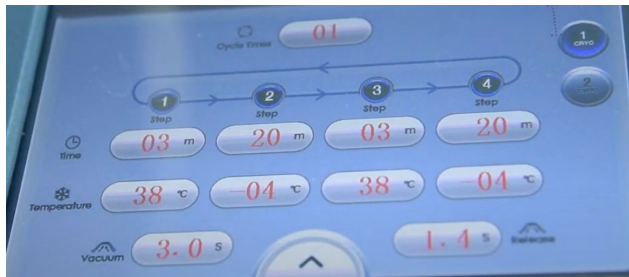 Cycle Times 01
1
CRYO
2
1 2 3 4
Step Step Step Step
Time 03 m 20 m 03 m 20 m
Temperature 38 °C -04 °C 38 °C -04 °C
Vacuum 3.0 s 1.4 s Release